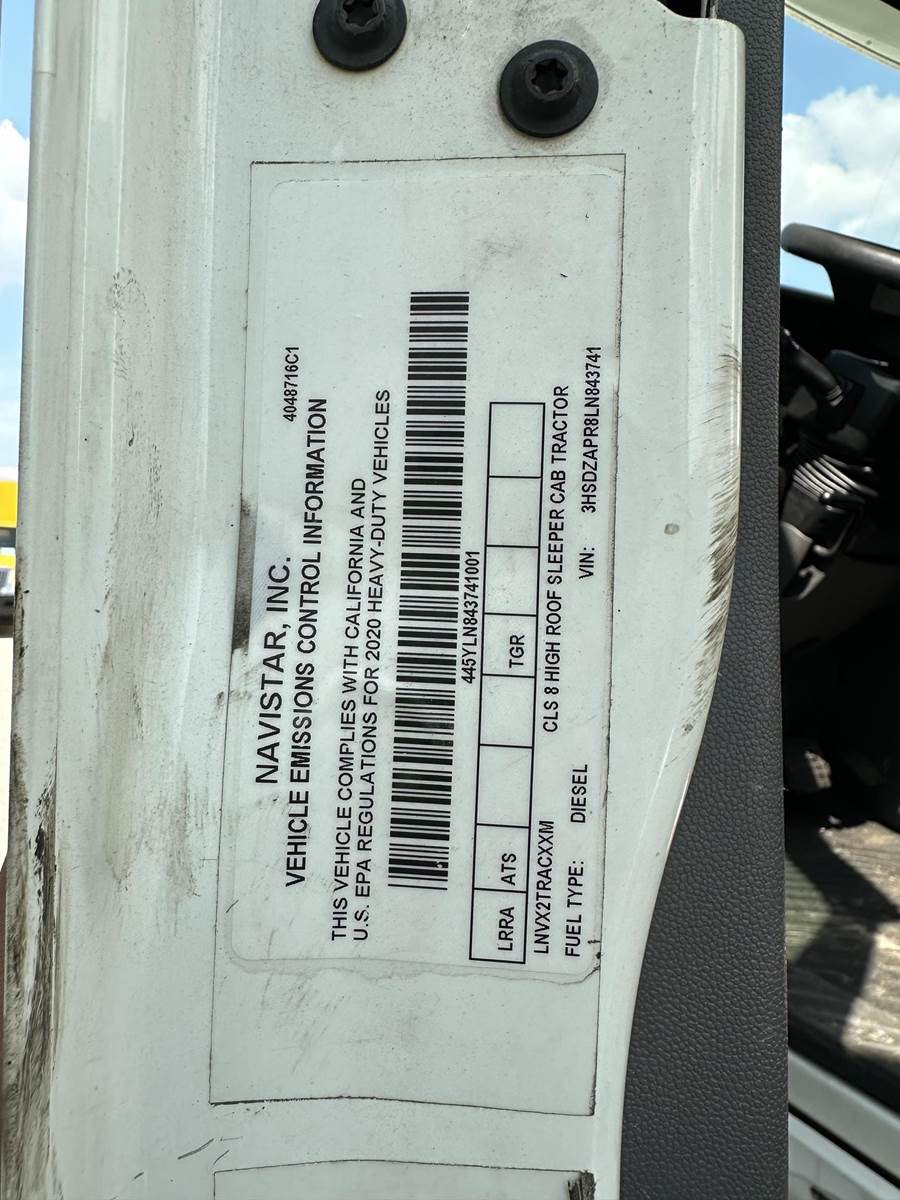 4048716C1
NAVISTAR, INC.
VEHICLE EMISSIONS CONTROL INFORMATION
THIS VEHICLE COMPLIES WITH CALIFORNIA AND
U.S. EPA REGULATIONS FOR 2020 HEAVY-DUTY VEHICLES
445YLN843741001
LRRA ATS TGR
LNVX2TRACXXM CLS 8 HIGH ROOF SLEEPER CAB TRACTOR
FUEL TYPE: DIESEL VIN: 3HSDZAPR8LN843741